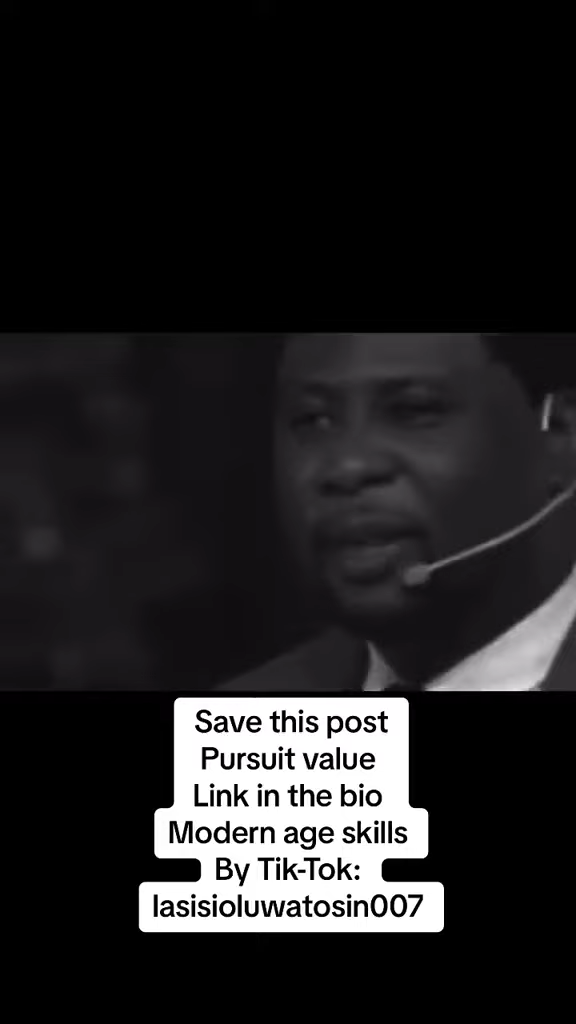 Save this post
Pursuit value
Link in the bio
Modern age skills
By Tik-Tok:
lasisioluwatosin007